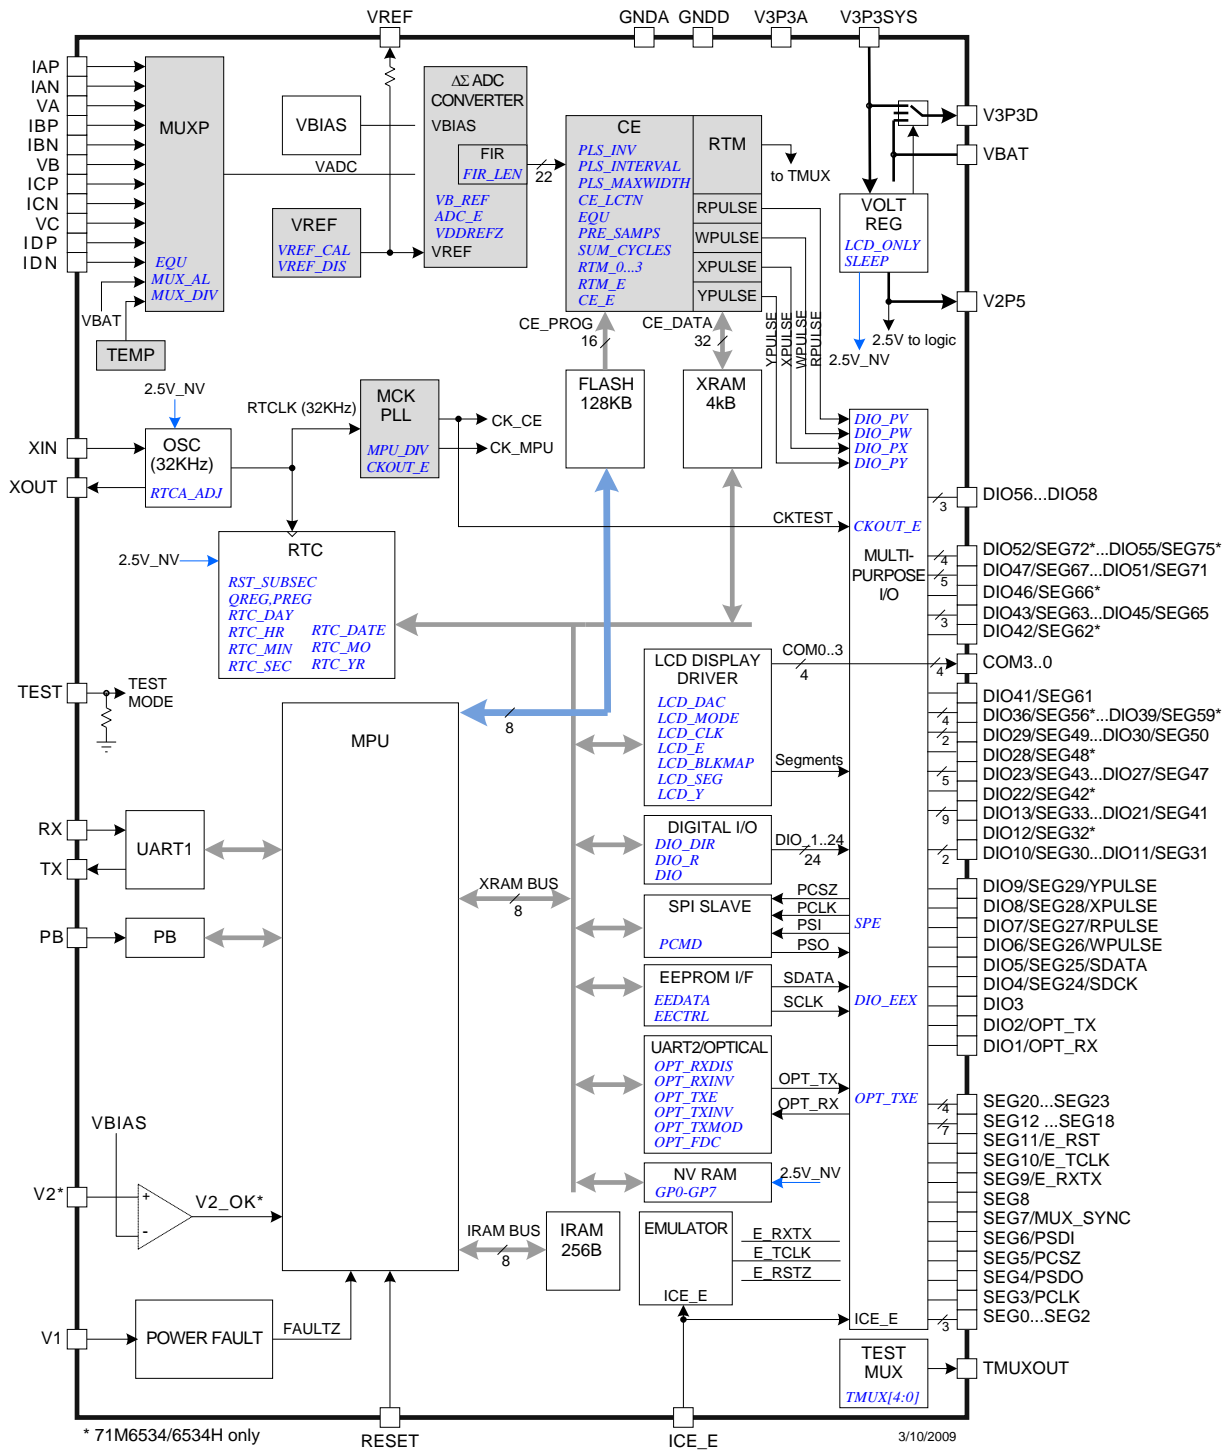 VREF
GNDA
GNDD
V3P3A
V3P3SYS
IAP
IAN
VA
IBP
IBN
VB
ICP
ICN
VC
IDP
IDN
MUXP
EQU
MUX_AL
MUX_DIV
VBAT
TEMP
VBIAS
VADC
VREF
VREF_CAL
VREF_DIS
ΔΣ ADC
CONVERTER
VBIAS
FIR
FIR_LEN
VB_REF
ADC_E
VDDREFZ
VREF
22
CE
PLS_INV
PLS_INTERVAL
PLS_MAXWIDTH
CE_LCTN
EQU
PRE_SAMPS
SUM_CYCLES
RTM_0...3
RTM_E
CE_E
RTM
to TMUX
RPULSE
WPULSE
XPULSE
YPULSE
V3P3D
VBAT
VOLT
REG
LCD_ONLY
SLEEP
V2P5
2.5V to logic
2.5V_NV
CE_PROG
16
CE_DATA
32
YPULSE
XPULSE
WPULSE
RPULSE
FLASH
128KB
XRAM
4kB
2.5V_NV
XIN
XOUT
OSC
(32KHz)
RTCA_ADJ
RTCLK (32KHz)
MCK
PLL
MPU_DIV
CKOUT_E
CK_CE
CK_MPU
DIO_PV
DIO_PW
DIO_PX
DIO_PY
CKTEST
CKOUT_E
MULTI-
PURPOSE
I/O
2.5V_NV
RTC
RST_SUBSEC
QREG,PREG
RTC_DAY
RTC_HR
RTC_MIN
RTC_SEC
RTC_DATE
RTC_MO
RTC_YR
3
DIO56...DIO58
4
DIO52/SEG72*...DIO55/SEG75*
5
DIO47/SEG67...DIO51/SEG71
DIO46/SEG66*
3
DIO43/SEG63...DIO45/SEG65
DIO42/SEG62*
TEST
TEST
MODE
MPU
8
LCD DISPLAY
DRIVER
LCD_DAC
LCD_MODE
LCD_CLK
LCD_E
LCD_BLKMAP
LCD_SEG
LCD_Y
COM0..3
4
4
COM3..0
Segments
DIO41/SEG61
4
DIO36/SEG56*...DIO39/SEG59*
2
DIO29/SEG49...DIO30/SEG50
DIO28/SEG48*
5
DIO23/SEG43...DIO27/SEG47
DIO22/SEG42*
9
DIO13/SEG33...DIO21/SEG41
DIO12/SEG32*
2
DIO10/SEG30...DIO11/SEG31
RX
TX
UART1
PB
PB
XRAM BUS
8
DIGITAL I/O
DIO_DIR
DIO_R
DIO
DIO_1..24
24
SPI SLAVE
PCMD
PCSZ
PCLK
PSI
PSO
SPE
EEPROM I/F
EEDATA
EECTRL
SDATA
SCLK
DIO_EEX
DIO9/SEG29/YPULSE
DIO8/SEG28/XPULSE
DIO7/SEG27/RPULSE
DIO6/SEG26/WPULSE
DIO5/SEG25/SDATA
DIO4/SEG24/SDCK
DIO3
DIO2/OPT_TX
DIO1/OPT_RX
UART2/OPTICAL
OPT_RXDIS
OPT_RXINV
OPT_TXE
OPT_TXINV
OPT_TXMOD
OPT_FDC
OPT_TX
OPT_RX
OPT_TXE
NV RAM
GP0-GP7
2.5V_NV
VBIAS
V2*
+
-
V2_OK*
IRAM BUS
8
IRAM
256B
EMULATOR
ICE_E
E_RXTX
E_TCLK
E_RSTZ
4
SEG20...SEG23
7
SEG12 ...SEG18
SEG11/E_RST
SEG10/E_TCLK
SEG9/E_RXTX
SEG8
SEG7/MUX_SYNC
SEG6/PSDI
SEG5/PCSZ
SEG4/PSDO
SEG3/PCLK
3
SEG0...SEG2
V1
POWER FAULT
FAULTZ
ICE_E
TEST
MUX
TMUX[4:0]
TMUXOUT
* 71M6534/6534H only
RESET
ICE_E
3/10/2009